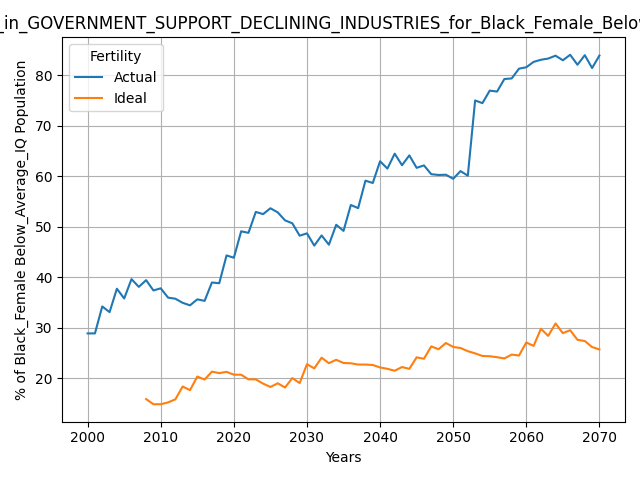 _in_GOVERNMENT_SUPPORT_DECLINING_INDUSTRIES_for_Black_Female_Below
Fertility
Actual
Ideal
% of Black_Female Below_Average_IQ Population
80
70
60
50
40
30
20
2000 2010 2020 2030 2040 2050 2060 2070
Years